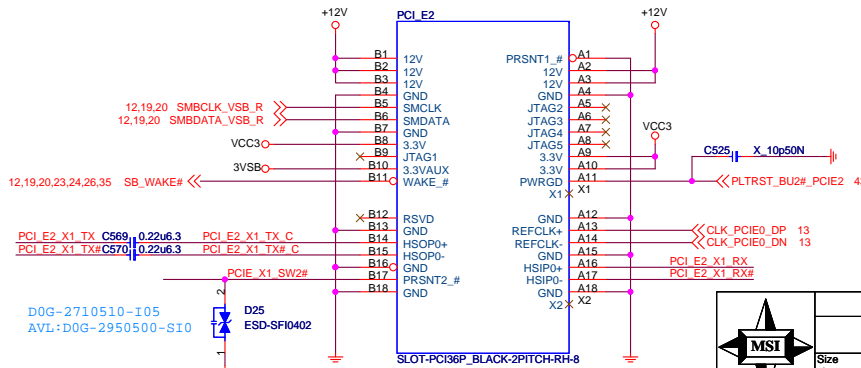 +12V
PCI_E2
+12V
B1 12V PRSNT1_# A1
B2 12V 12V A2
B3 12V 12V A3
B4 GND GND A4
12,19,20 SMBCLK_VSB_R B5 SMCLK JTAG2 A5
12,19,20 SMBDATA_VSB_R B6 SMDATA JTAG3 A6
B7 GND JTAG4 A7
VCC3 B8 3.3V JTAG5 A8
VCC3
B9 JTAG1 3.3V A9
3VSB B10 3.3VAUX 3.3V A10
C525 X_10p50N
12,19,20,23,24,26,35 SB_WAKE# B11 WAKE_# PWRGD A11 PLTRST_BU2#_PCIE2 4
X1 X1
B12 RSVD GND A12
B13 GND REFCLK+ A13 CLK_PCIE0_DP 13
PCI_E2_X1_TX C569 0.22u6.3 PCI_E2_X1_TX_C B14 HSOP0+ REFCLK- A14 CLK_PCIE0_DN 13
PCI_E2_X1_TX# C570 0.22u6.3 PCI_E2_X1_TX#_C B15 HSOP0- GND A15
B16 GND HSIP0+ A16 PCI_E2_X1_RX
PCIE_X1_SW2# B17 PRSNT2_# HSIP0- A17 PCI_E2_X1_RX#
B18 GND GND A18
X2 X2
2
D0G-2710510-I05
AVL:D0G-2950500-SI0
D25
ESD-SFI0402
1
SLOT-PCI36P_BLACK-2PITCH-RH-8
MSI
Size